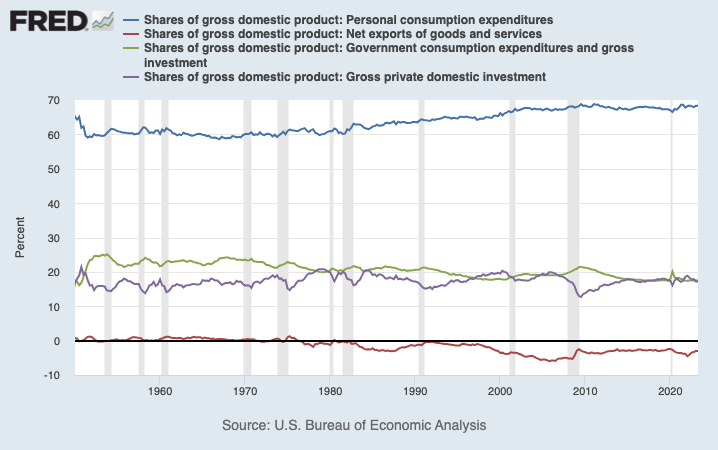 FRED
Shares of gross domestic product: Personal consumption expenditures
Shares of gross domestic product: Net exports of goods and services
Shares of gross domestic product: Government consumption expenditures and gross
investment
Shares of gross domestic product: Gross private domestic investment
70
60
50
40
30
20
10
0
-10
Percent
1960 1970 1980 1990 2000 2010 2020
Source: U.S. Bureau of Economic Analysis